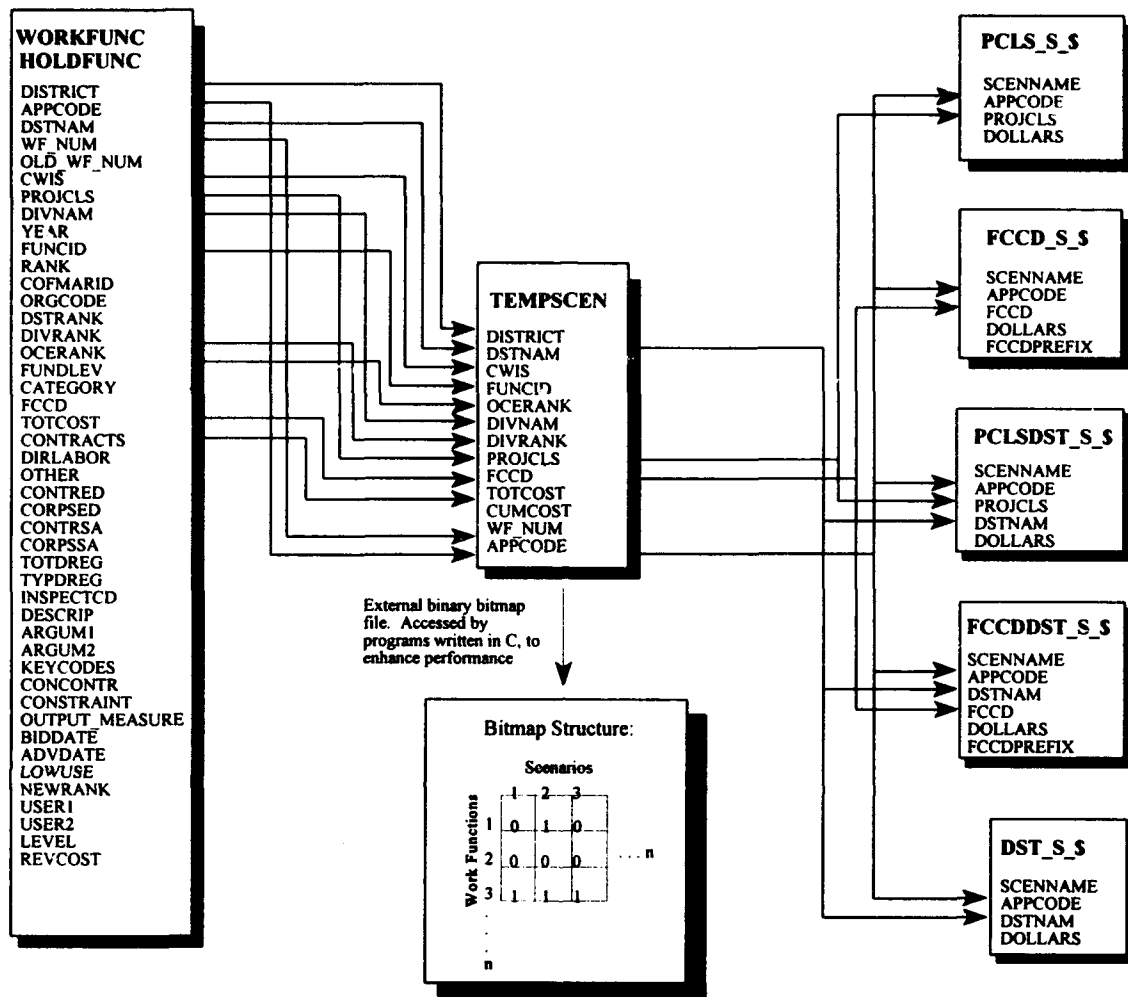 WORKFUNC
HOLDFUNC
DISTRICT
APPCODE
DSTNAM
WF_NUM
OLD_WF_NUM
CWIS
PROJCLS
DIVNAM
YEAR
FUNCID
RANK
COFMARID
ORGCODE
DSTRANK
DIVRANK
OCERANK
FUNDLEV
CATEGORY
FCCD
TOTCOST
CONTRACTS
DIRLABOR
OTHER
CONTRED
CORPSED
CONTRSA
CORPSSA
TOTDREG
TYPDREG
INSPECTCD
DESCRIP
ARGUM1
ARGUM2
KEYCODES
CONCONTR
CONSTRAINT
OUTPUT_MEASURE
BIDDATE
ADVDATE
LOWUSE
NEWRANK
USER1
USER2
LEVEL
REVCOST
TEMPSCEN
DISTRICT
DSTNAM
CWIS
FUNCID
OCERANK
DIVNAM
DIVRANK
PROJCLS
FCCD
TOTCOST
CUMCOST
WF_NUM
APPCODE
External binary bitmap
file. Accessed by
programs written in C, to
enhance performance
Bitmap Structure:
Scenarios
Work Functions
1 2 3
1 0 1 0
2 0 0 0 . . . n
3 1 1 1
.
.
.
n
PCLS_S_$
SCENNAME
APPCODE
PROJCLS
DOLLARS
FCCD_S_$
SCENNAME
APPCODE
FCCD
DOLLARS
FCCDPREFIX
PCLSDST_S_$
SCENNAME
APPCODE
PROJCLS
DSTNAM
DOLLARS
FCCDDST_S_$
SCENNAME
APPCODE
DSTNAM
FCCD
DOLLARS
FCCDPREFIX
DST_S_$
SCENNAME
APPCODE
DSTNAM
DOLLARS